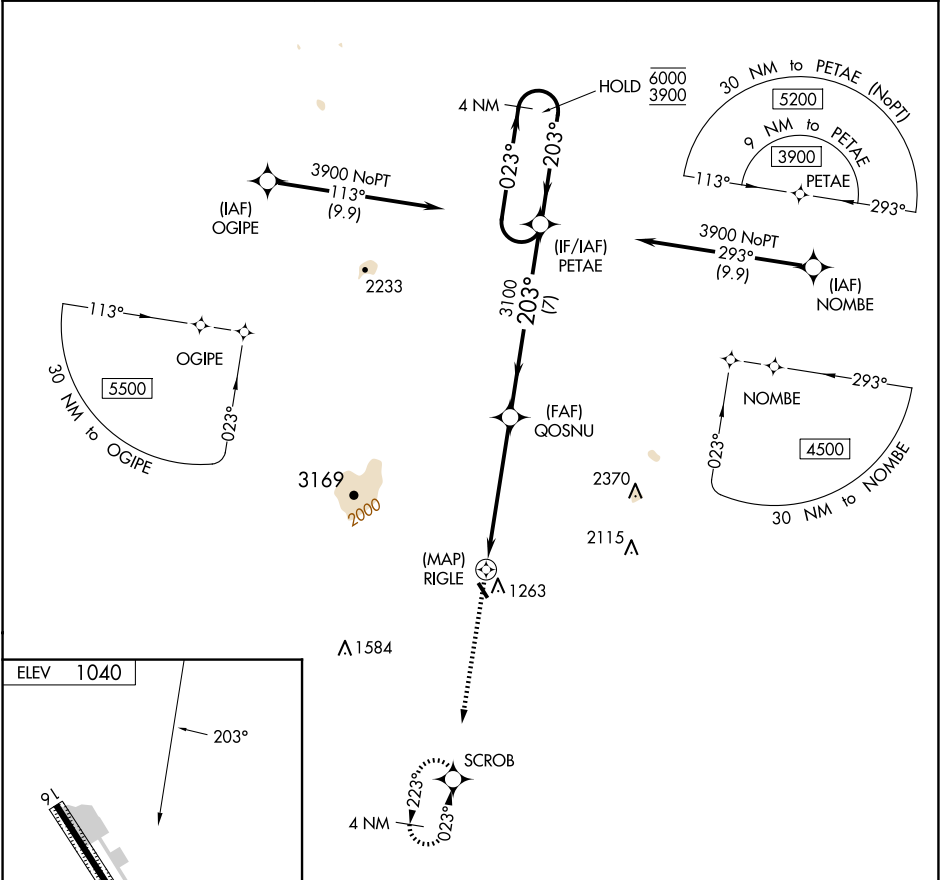 4 NM
HOLD 6000
3900
023°
203°
30 NM to PETAE (NoPT)
5200
9 NM to PETAE
3900
PETAE
113°
293°
3900 NoPT
113°
(9.9)
(IAF)
OGIPE
(IF/IAF)
PETAE
3900 NoPT
293°
(9.9)
(IAF)
NOMBE
2233
3100
203°
(7)
113°
OGIPE
5500
023°
30 NM to OGIPE
NOMBE
293°
4500
023°
30 NM to NOMBE
(FAF)
QOSNU
3169
2000
2370
2115
(MAP)
RIGLE
1263
1584
ELEV 1040
203°
16
SCROB
223°
023°
4 NM